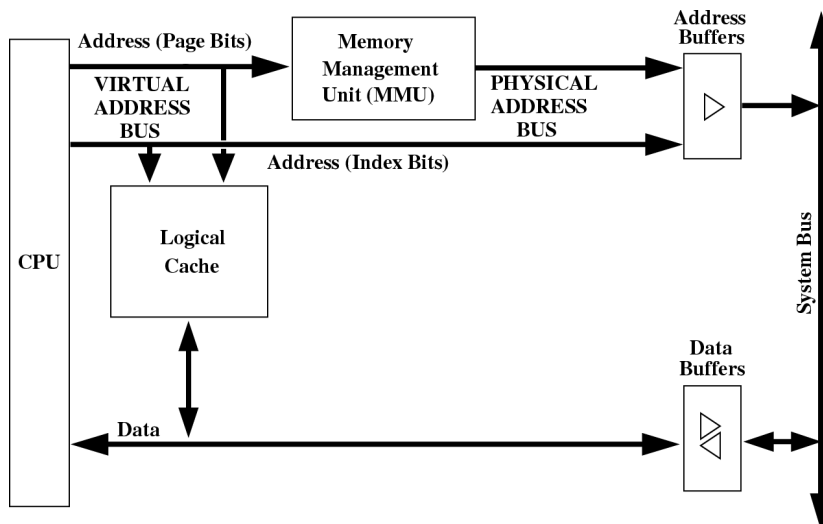 Address (Page Bits)
VIRTUAL
ADDRESS
BUS
Memory
Management
Unit (MMU)
PHYSICAL
ADDRESS
BUS
Address
Buffers
Address (Index Bits)
CPU
Logical
Cache
System Bus
Data
Data
Buffers